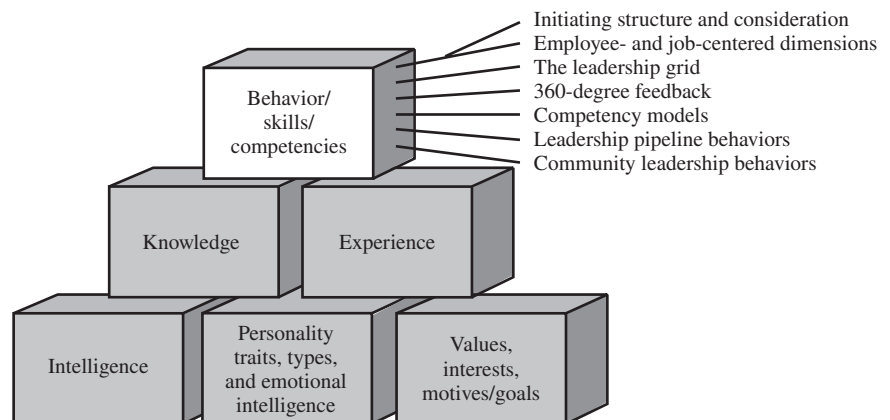 Initiating structure and consideration
Employee- and job-centered dimensions
The leadership grid
360-degree feedback
Competency models
Leadership pipeline behaviors
Community leadership behaviors
Behavior/
skills/
competencies
Knowledge
Experience
Intelligence
Personality
traits, types,
and emotional
intelligence
Values,
interests,
motives/goals